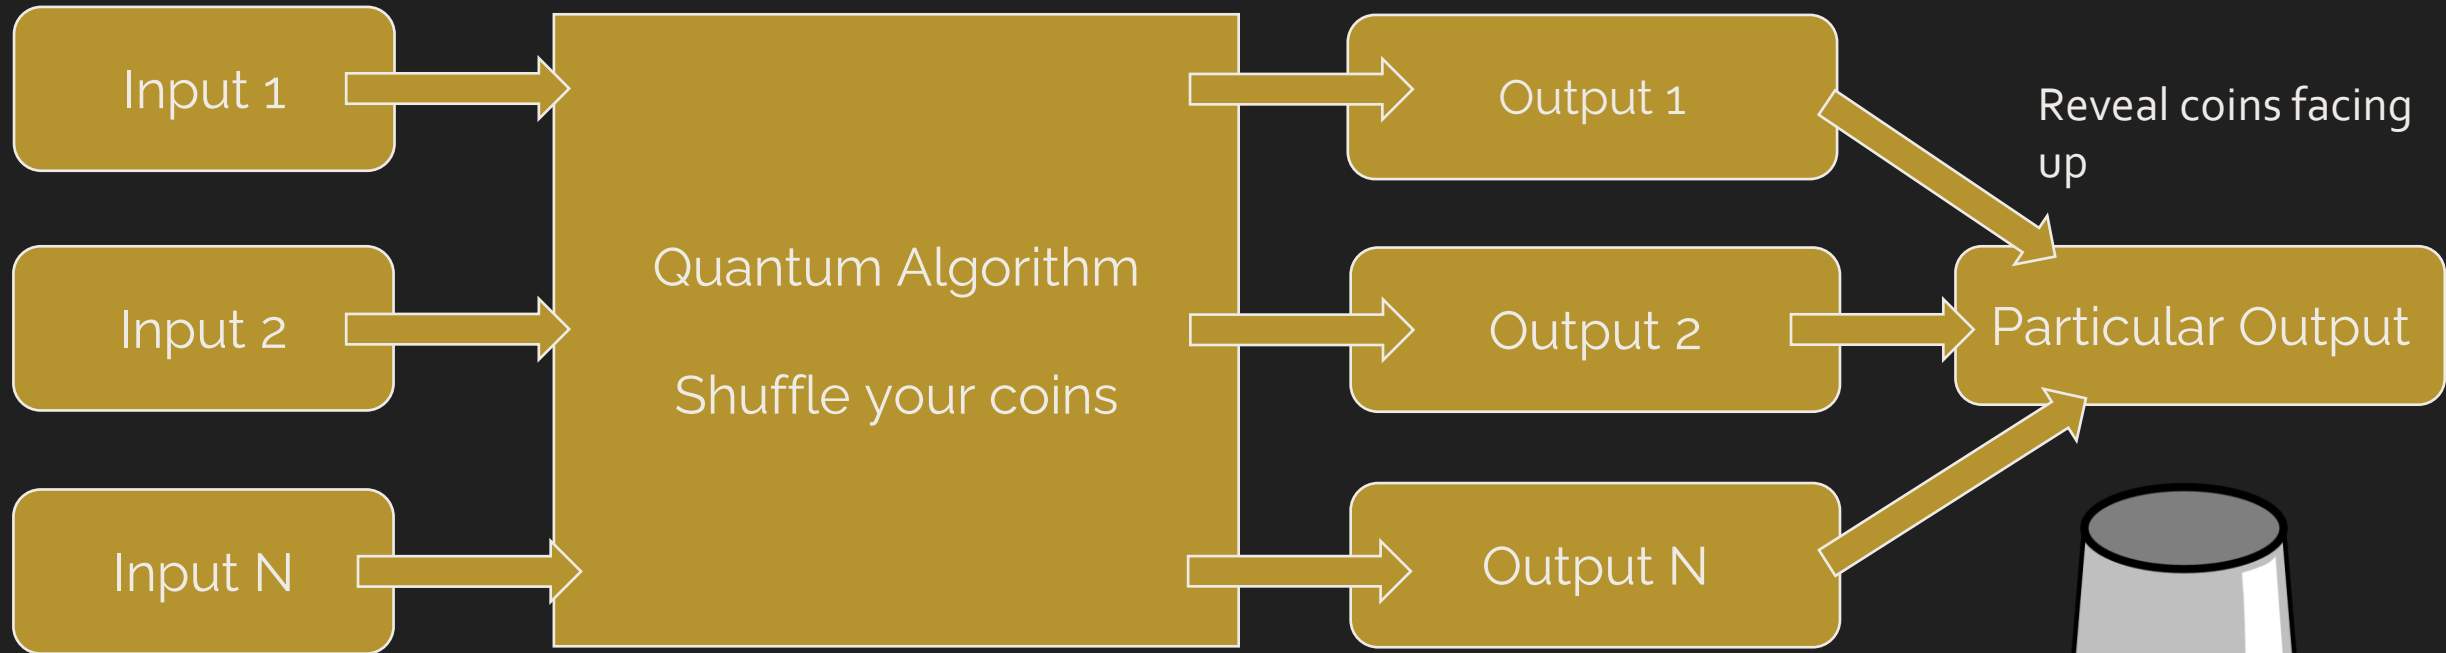 Input 1
Input 2
Input N
Quantum Algorithm
Shuffle your coins
Output 1
Output 2
Output N
Reveal coins facing
up
Particular Output